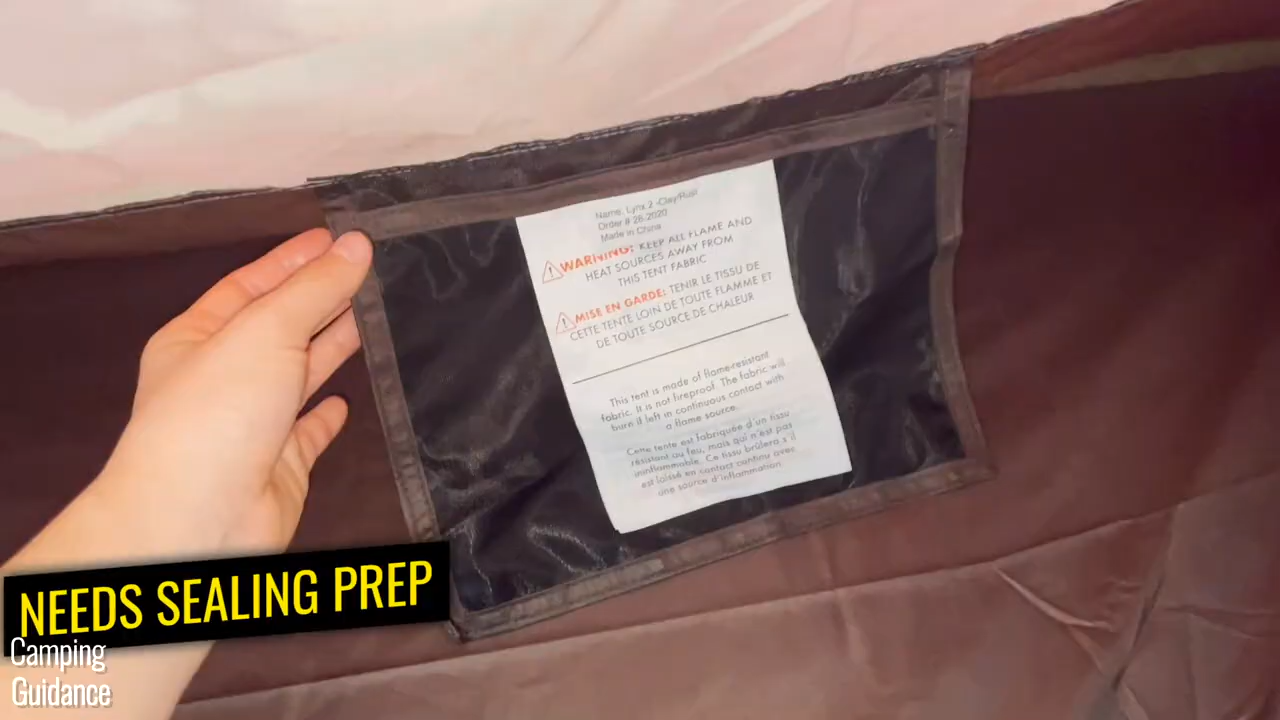 Name: Lynx 2 -Clay/Rust
Order # 28.2020
Made in China
WARNING: KEEP ALL FLAME AND
HEAT SOURCES AWAY FROM
THIS TENT FABRIC
MISE EN GARDE: TENIR LE TISSU DE
CETTE TENTE LOIN DE TOUTE FLAMME ET
DE TOUTE SOURCE DE CHALEUR
This tent is made of flame-resistant
fabric. It is not fireproof. The fabric will
burn if left in continuous contact with
a flame source.
Cette tente est fabriquée d'un tissu
résistant au feu, mais qui n'est pas
ininflammable. Ce tissu brûlera s'il
est laissé en contact continu avec
une source d'inflammation.
NEEDS SEALING PREP
Camping
Guidance